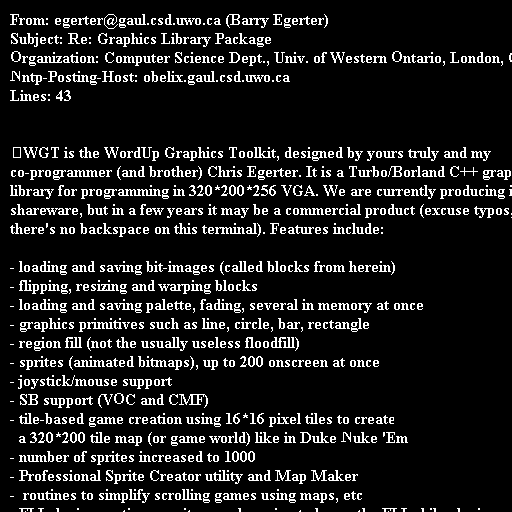 From: egerter@gaul.csd.uwo.ca (Barry Egerter)
Subject: Re: Graphics Library Package
Organization: Computer Science Dept., Univ. of Western Ontario, London,
Nntp-Posting-Host: obelix.gaul.csd.uwo.ca
Lines: 43
WGT is the WordUp Graphics Toolkit, designed by yours truly and my
co-programmer (and brother) Chris Egerter. It is a Turbo/Borland C++
library for programming in 320*200*256 VGA. We are currently producing
shareware, but in a few years it may be a commercial product (excuse typos,
there's no backspace on this terminal). Features include:
- loading and saving bit-images (called blocks from herein)
- flipping, resizing and warping blocks
- loading and saving palette, fading, several in memory at once
- graphics primitives such as line, circle, bar, rectangle
- region fill (not the usually useless floodfill)
- sprites (animated bitmaps), up to 200 onscreen at once
- joystick/mouse support
- SB support (VOC and CMF)
- tile-based game creation using 16*16 pixel tiles to create
a 320*200 tile map (or game world) like in Duke Nuke 'Em
- number of sprites increased to 1000
- Professional Sprite Creator utility and Map Maker
- routines to simplify scrolling games using maps, etc